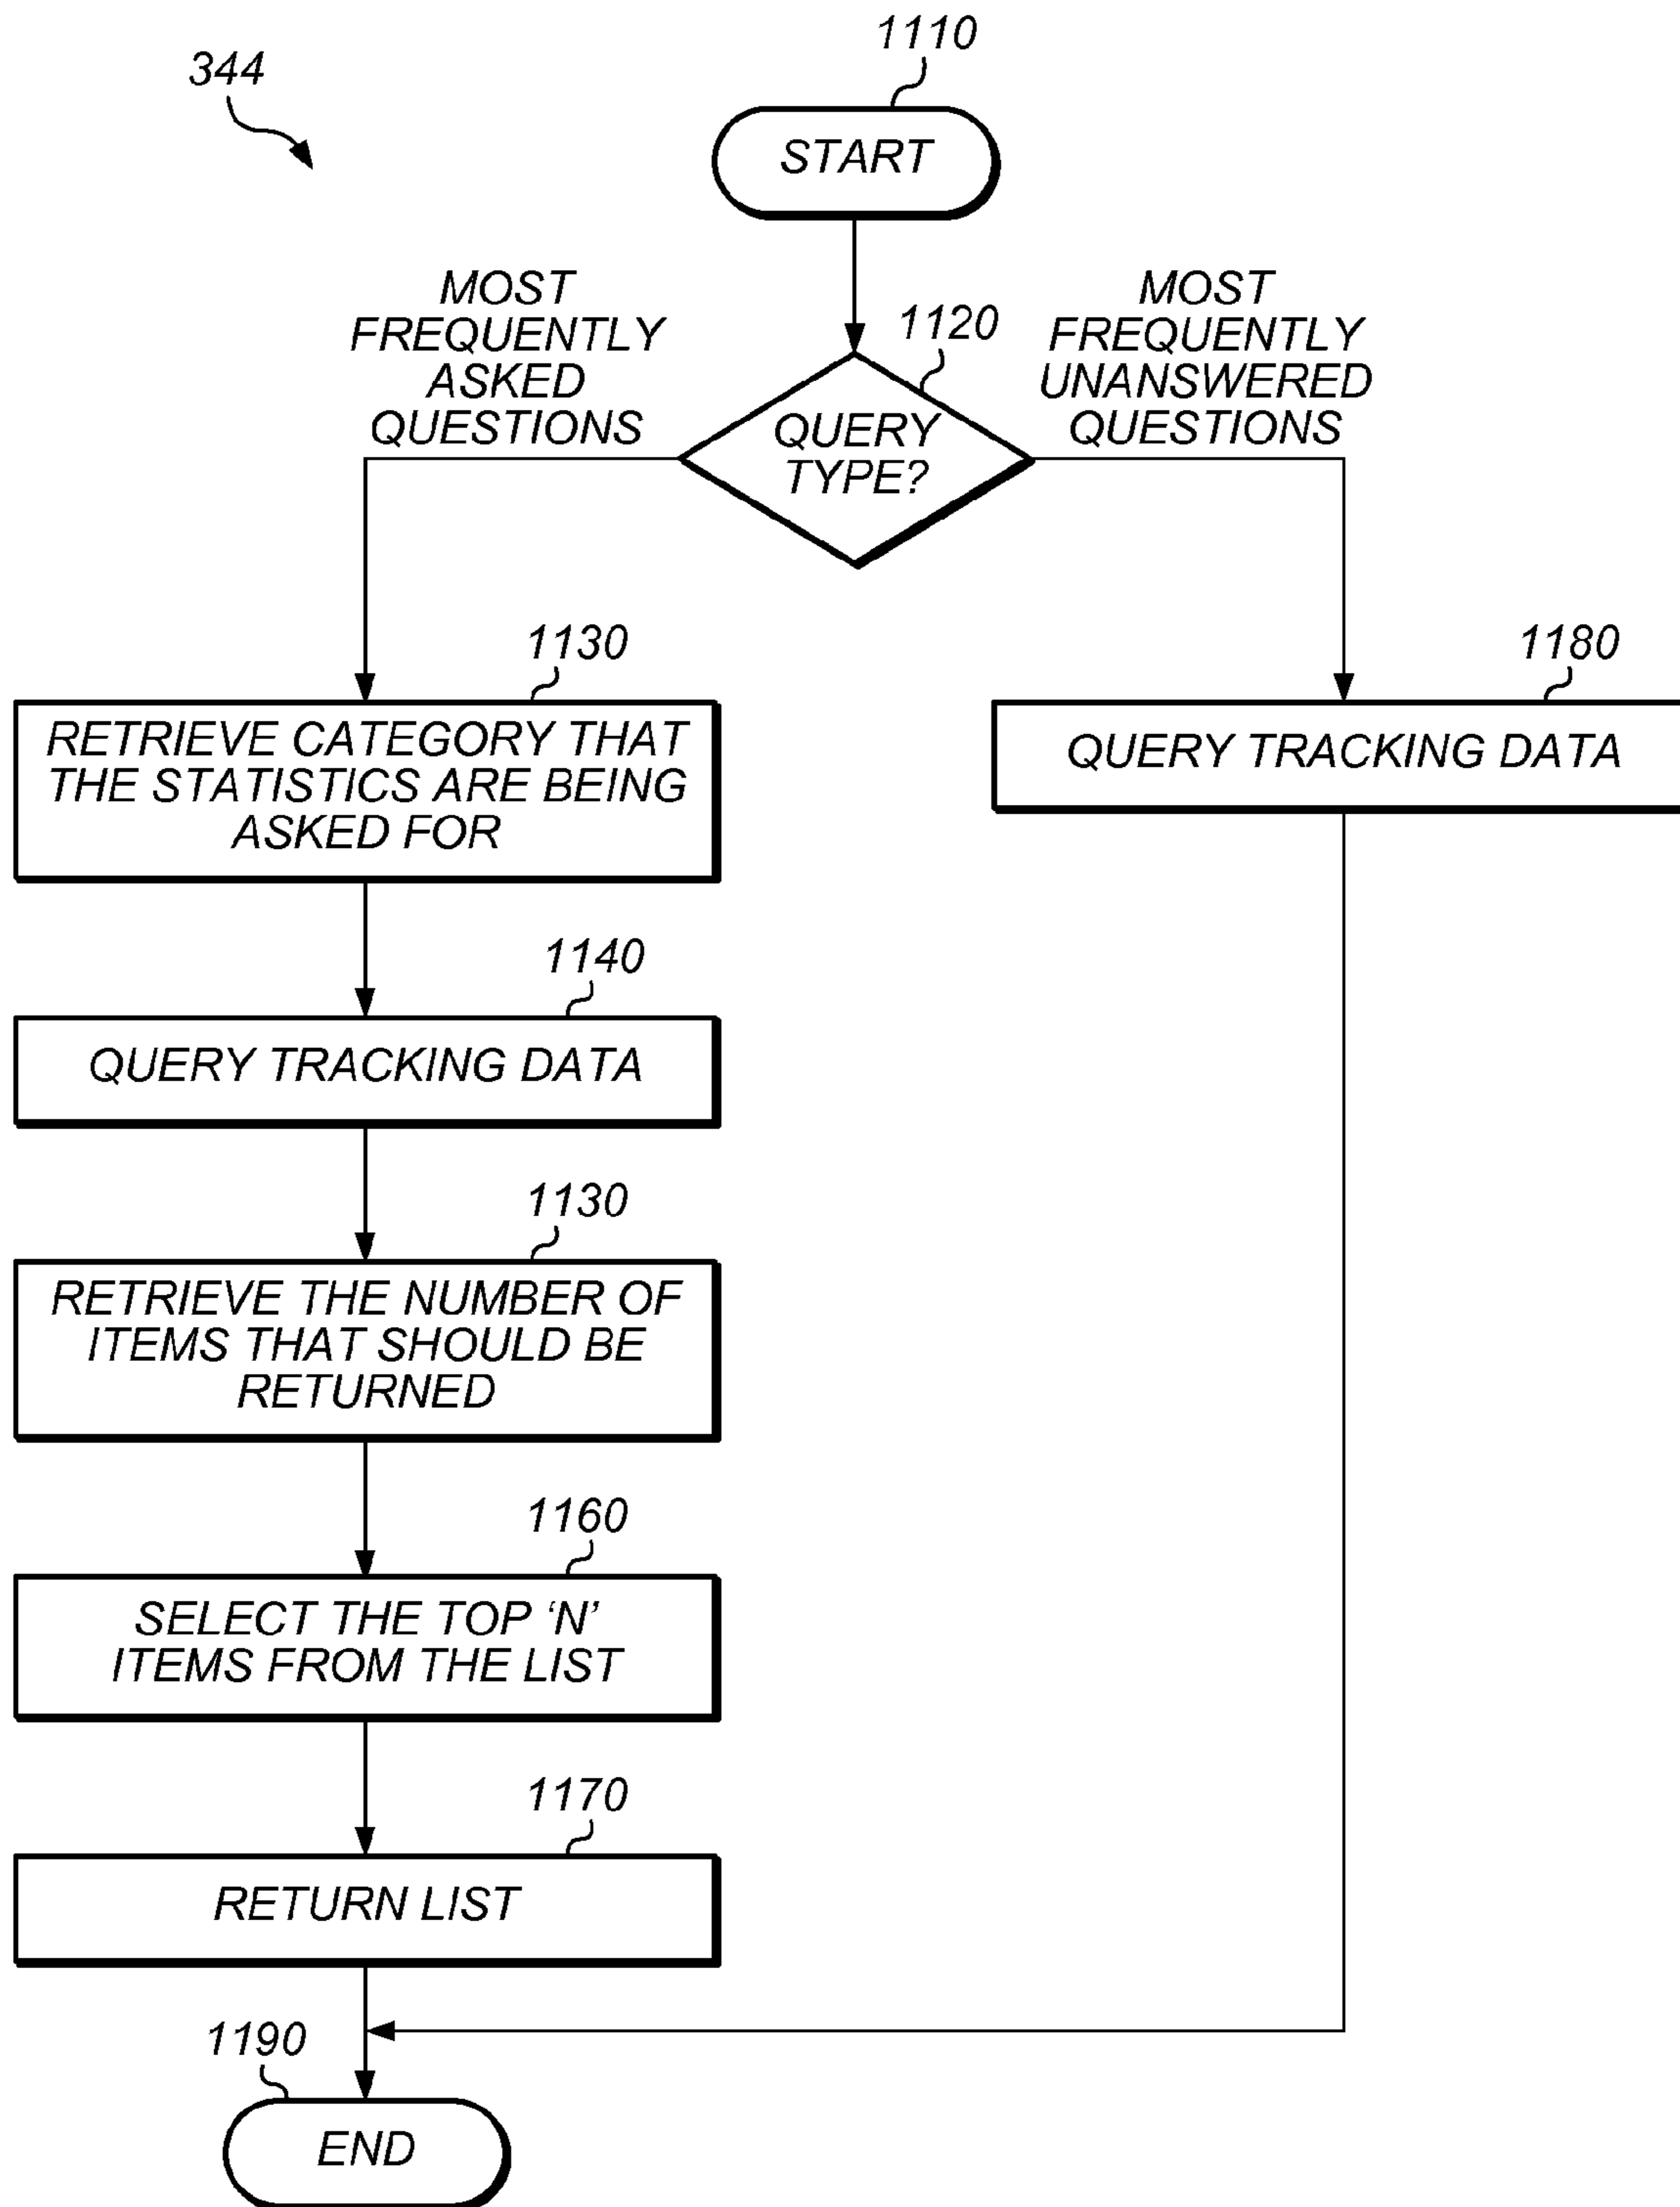 344
1110
START
MOST
FREQUENTLY
ASKED
QUESTIONS
1120
QUERY
TYPE?
MOST
FREQUENTLY
UNANSWERED
QUESTIONS
1130
RETRIEVE CATEGORY THAT
THE STATISTICS ARE BEING
ASKED FOR
1180
QUERY TRACKING DATA
1140
QUERY TRACKING DATA
1130
RETRIEVE THE NUMBER OF
ITEMS THAT SHOULD BE
RETURNED
1160
SELECT THE TOP ‘N’
ITEMS FROM THE LIST
1170
RETURN LIST
1190
END